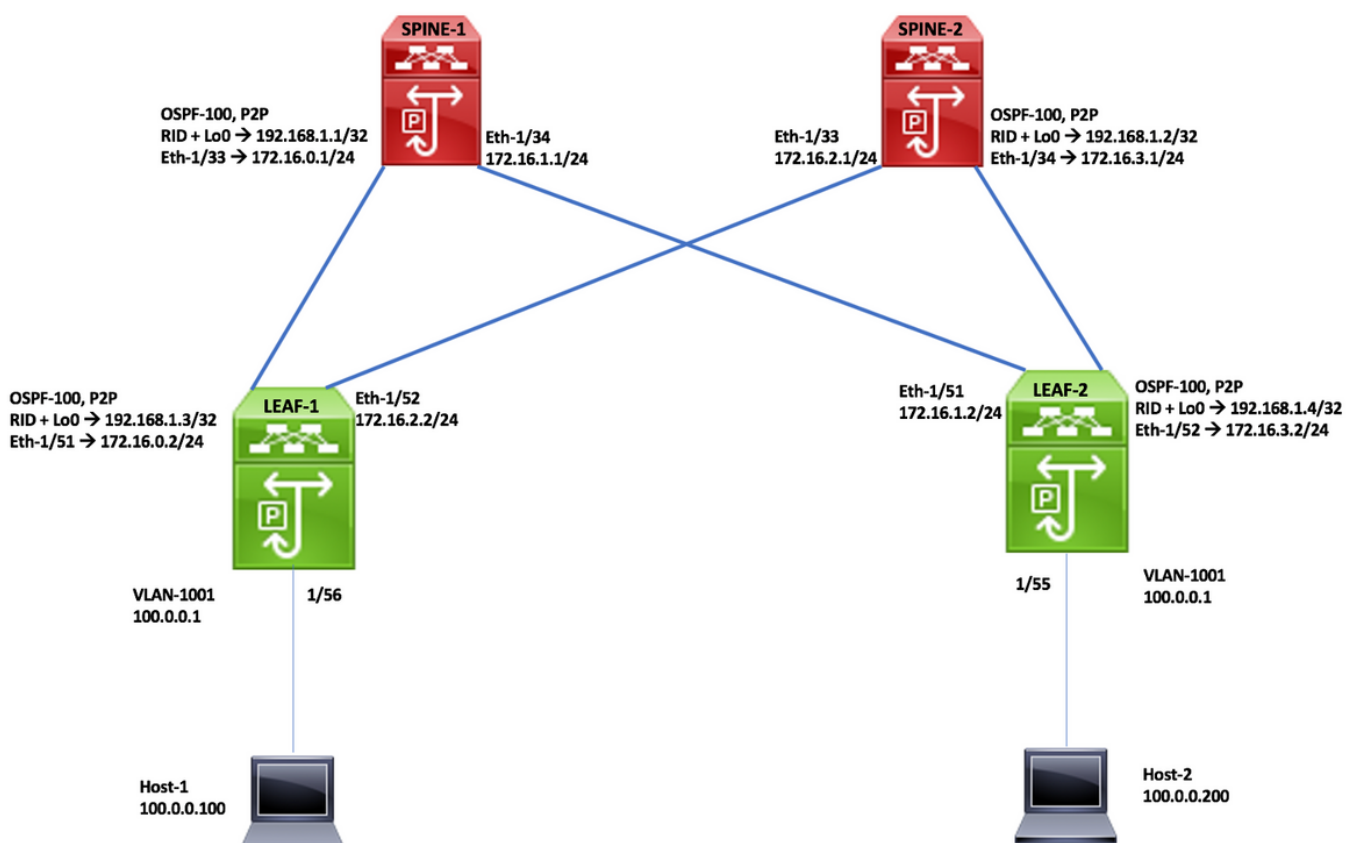 SPINE-1
SPINE-2
OSPF-100, P2P
RID + Lo0 → 192.168.1.1/32
Eth-1/33 → 172.16.0.1/24
P
Eth-1/34
172.16.1.1/24
Eth-1/33
172.16.2.1/24
P
OSPF-100, P2P
RID + Lo0 → 192.168.1.2/32
Eth-1/34 → 172.16.3.1/24
OSPF-100, P2P
RID + Lo0 → 192.168.1.3/32
Eth-1/51 → 172.16.0.2/24
LEAF-1
P
Eth-1/52
172.16.2.2/24
Eth-1/51
172.16.1.2/24
LEAF-2
P
OSPF-100, P2P
RID + Lo0 → 192.168.1.4/32
Eth-1/52 → 172.16.3.2/24
VLAN-1001
100.0.0.1
1/56
1/55
VLAN-1001
100.0.0.1
Host-1
100.0.0.100
Host-2
100.0.0.200